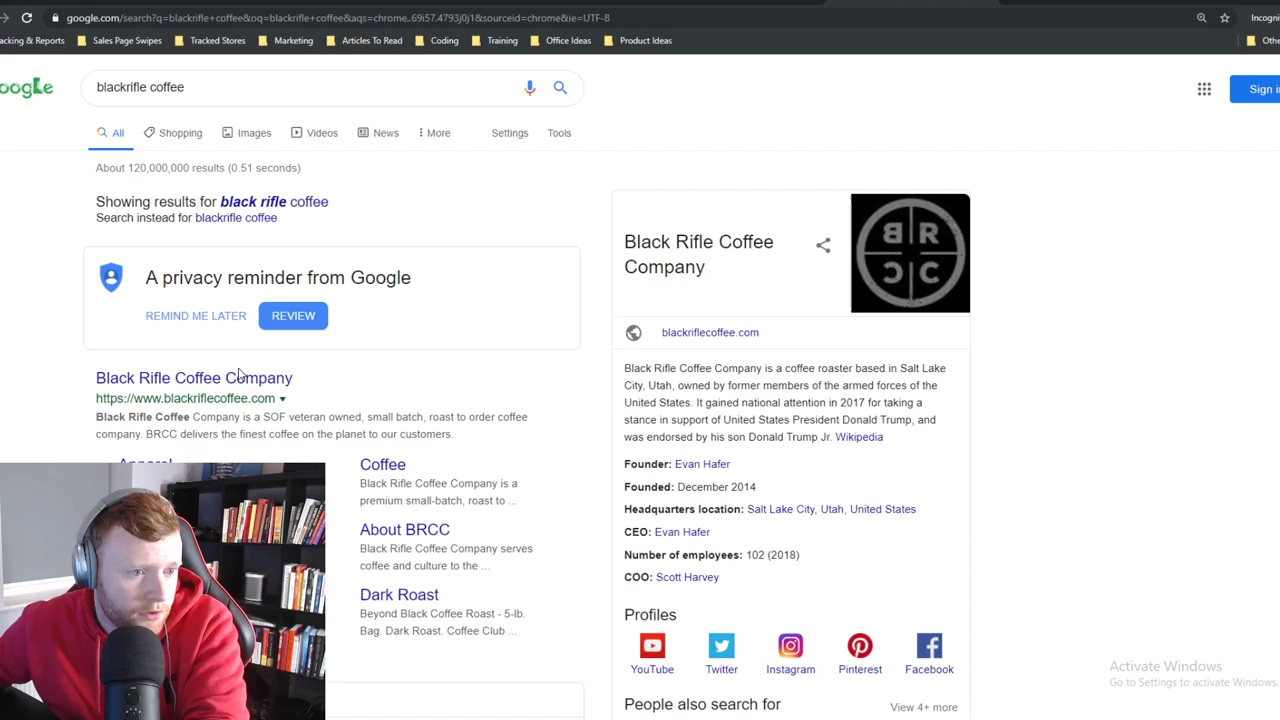 google.com/search?q=blackrifle+coffee&oq=blackrifle+coffee&aqs=chrome..69i57.4793j0j1&sourceid=chrome&ie=UTF-8
Incogni
acking & Reports
Sales Page Swipes
Tracked Stores
Marketing
Articles To Read
Coding
Training
Office Ideas
Product Ideas
Othe
oogle
blackrifle coffee
Sign in
All
Shopping
Images
Videos
News
More
Settings
Tools
About 120,000,000 results (0.51 seconds)
Showing results for black rifle coffee
Search instead for blackrifle coffee
A privacy reminder from Google
REMIND ME LATER
REVIEW
Black Rifle Coffee Company
https://www.blackriflecoffee.com
Black Rifle Coffee Company is a SOF veteran owned, small batch, roast to order coffee
company. BRCC delivers the finest coffee on the planet to our customers.
Apparel
Coffee
Black Rifle Coffee Company is a
premium small-batch, roast to ...
About BRCC
Black Rifle Coffee Company serves
coffee and culture to the ...
Dark Roast
Beyond Black Coffee Roast - 5-lb.
Bag. Dark Roast. Coffee Club ...
Black Rifle Coffee
Company
B R
C C
blackriflecoffee.com
Black Rifle Coffee Company is a coffee roaster based in Salt Lake
City, Utah, owned by former members of the armed forces of the
United States. It gained national attention in 2017 for taking a
stance in support of United States President Donald Trump, and
was endorsed by his son Donald Trump Jr. Wikipedia
Founder: Evan Hafer
Founded: December 2014
Headquarters location: Salt Lake City, Utah, United States
CEO: Evan Hafer
Number of employees: 102 (2018)
COO: Scott Harvey
Profiles
YouTube
Twitter
Instagram
Pinterest
Facebook
People also search for
View 4+ more
Activate Windows
Go to Settings to activate Windows.